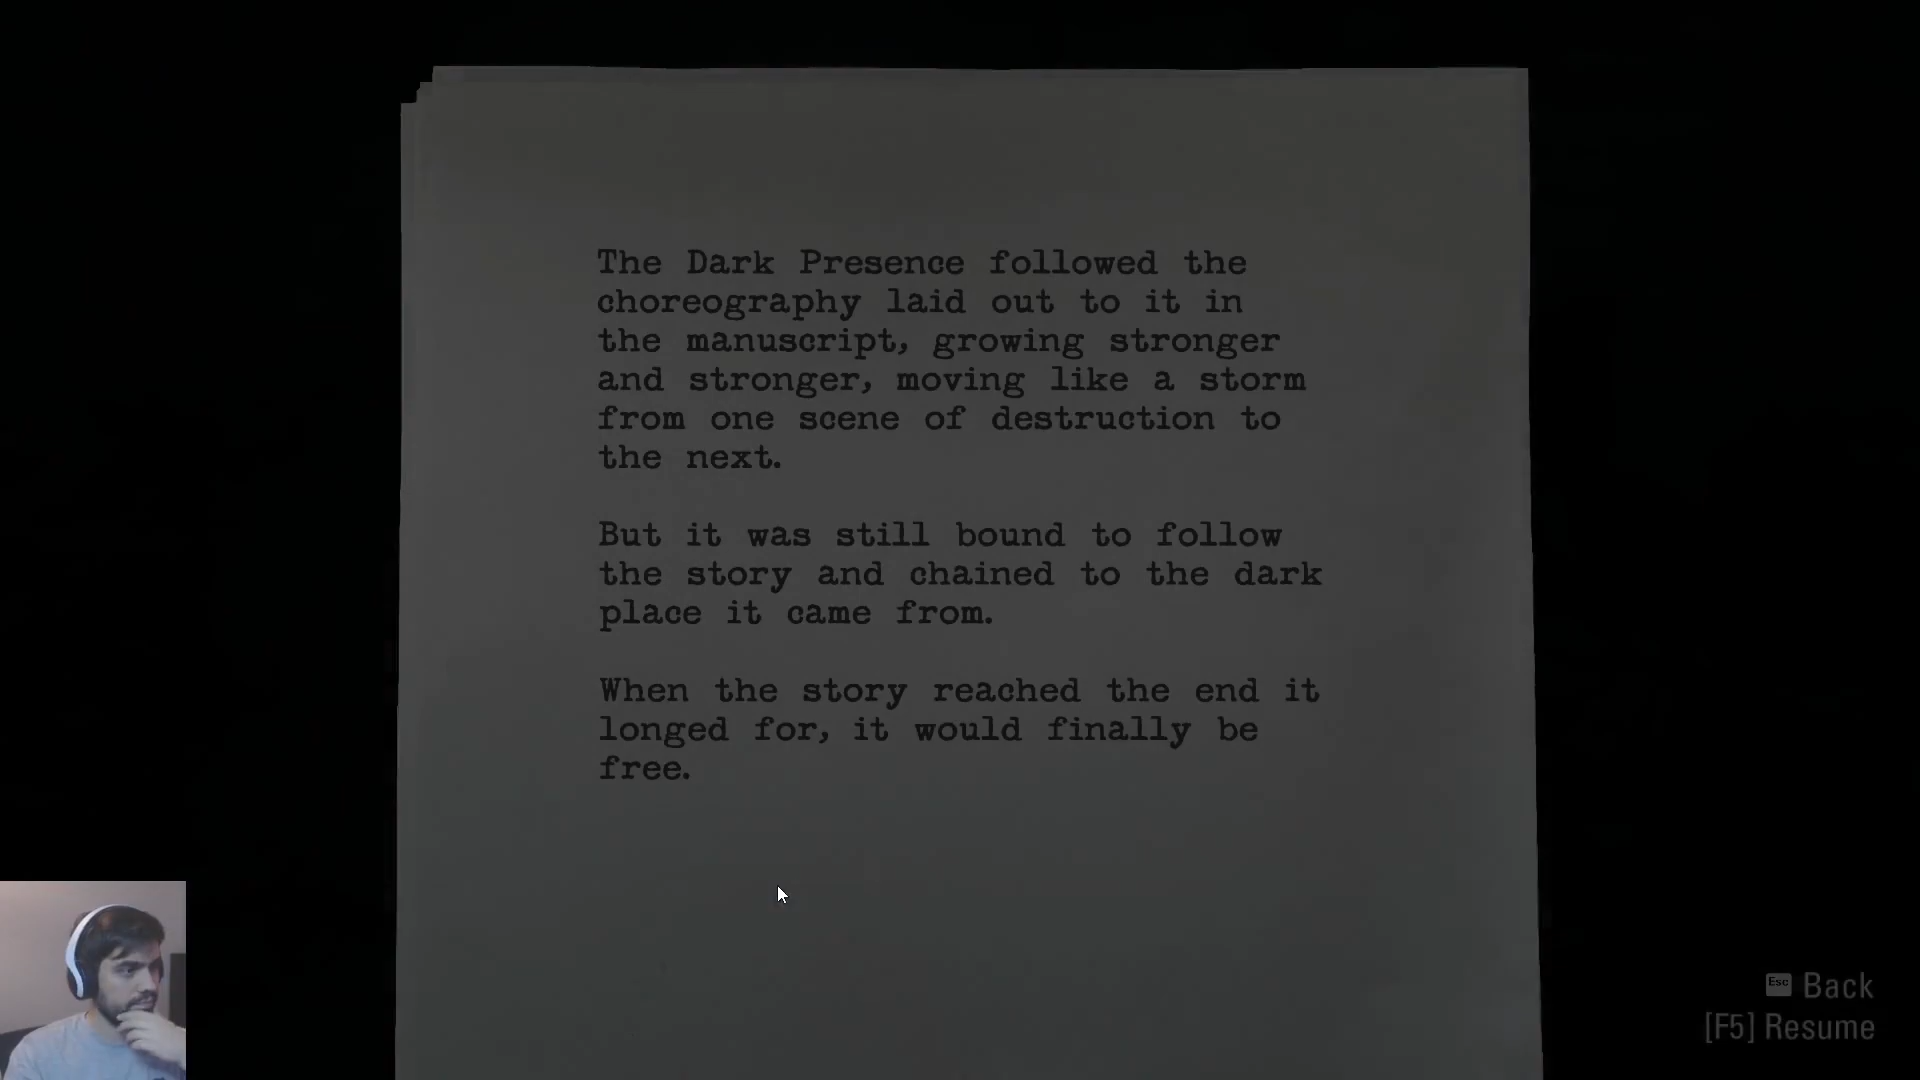 The Dark Presence followed the
choreography laid out to it in
the manuscript, growing stronger
and stronger, moving like a storm
from one scene of destruction to
the next.
But it was still bound to follow
the story and chained to the dark
place it came from.
When the story reached the end it
longed for, it would finally be
free.
Esc Back
[F5] Resume